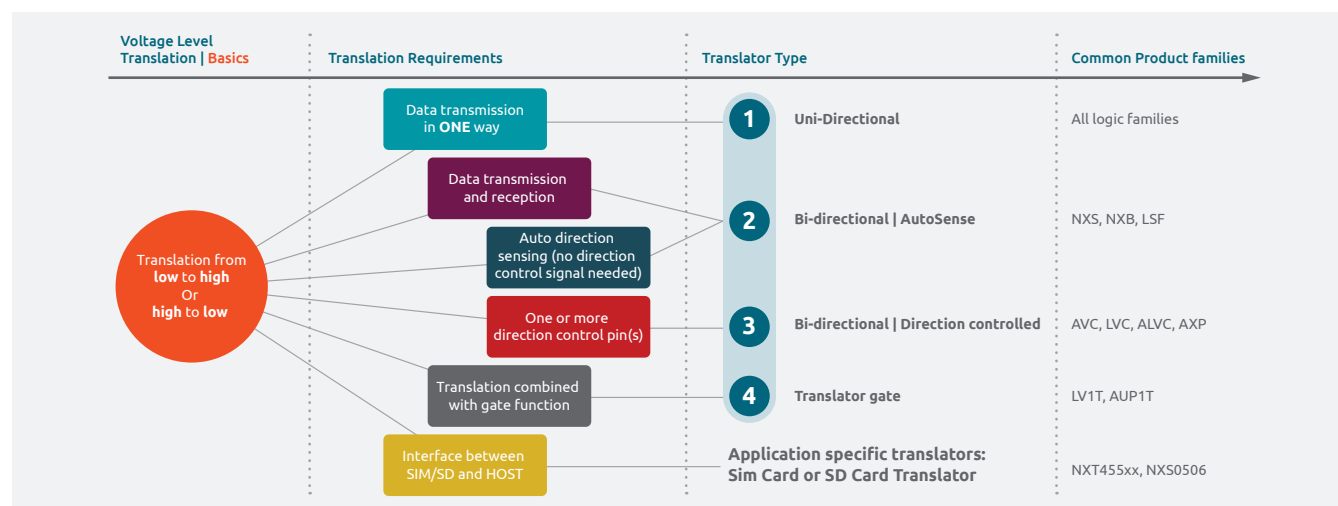 Voltage Level
Translation | Basics
Translation Requirements
Translator Type
Common Product families
Translation from
low to high
Or
high to low
Data transmission
in ONE way
1
Uni-Directional
All logic families
Data transmission
and reception
Auto direction
sensing (no direction
control signal needed)
2
Bi-directional | AutoSense
NXS, NXB, LSF
One or more
direction control pin(s)
3
Bi-directional | Direction controlled
AVC, LVC, ALVC, AXP
Translation combined
with gate function
4
Translator gate
LV1T, AUP1T
Interface between
SIM/SD and HOST
Application specific translators:
Sim Card or SD Card Translator
NXT455xx, NXS0506